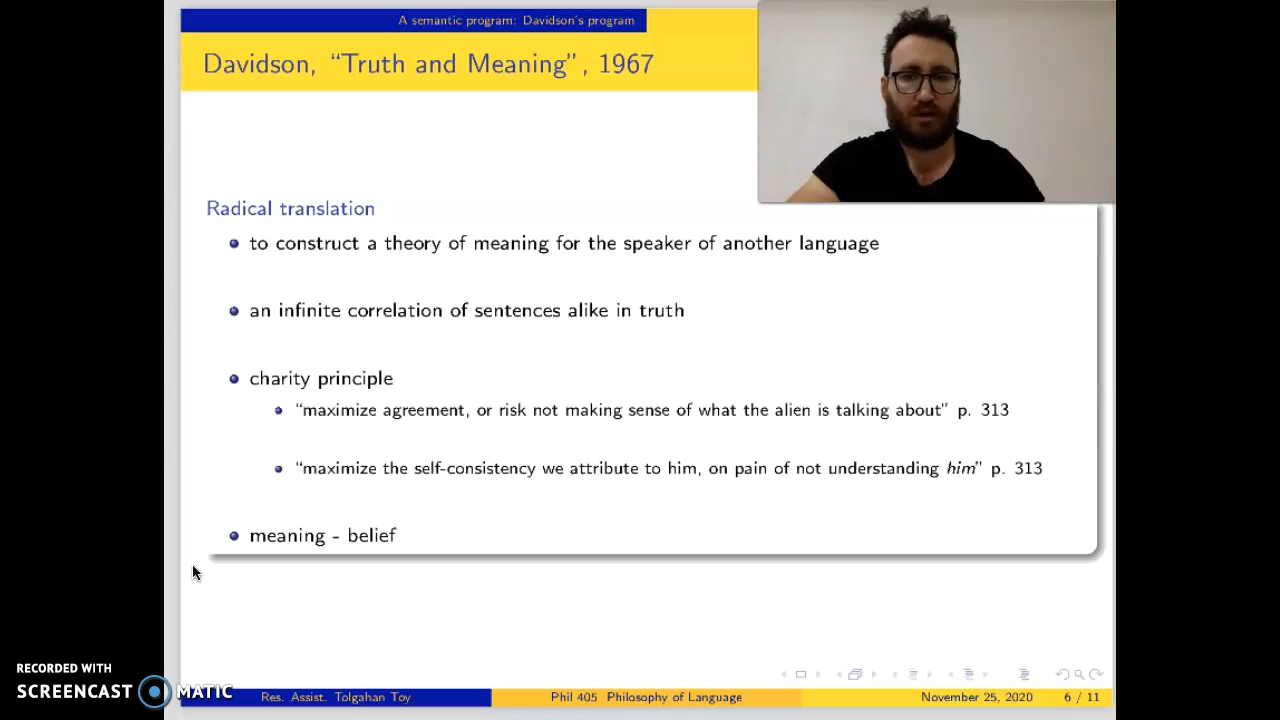 A semantic program: Davidson's program
Davidson, “Truth and Meaning”, 1967
Radical translation
to construct a theory of meaning for the speaker of another language
an infinite correlation of sentences alike in truth
charity principle
“maximize agreement, or risk not making sense of what the alien is talking about” p. 313
“maximize the self-consistency we attribute to him, on pain of not understanding him” p. 313
meaning - belief
RECORDED WITH
SCREENCAST MATIC
Res. Assist. Tolgahan Toy Phil 405 Philosophy of Language November 25, 2020 6 / 11